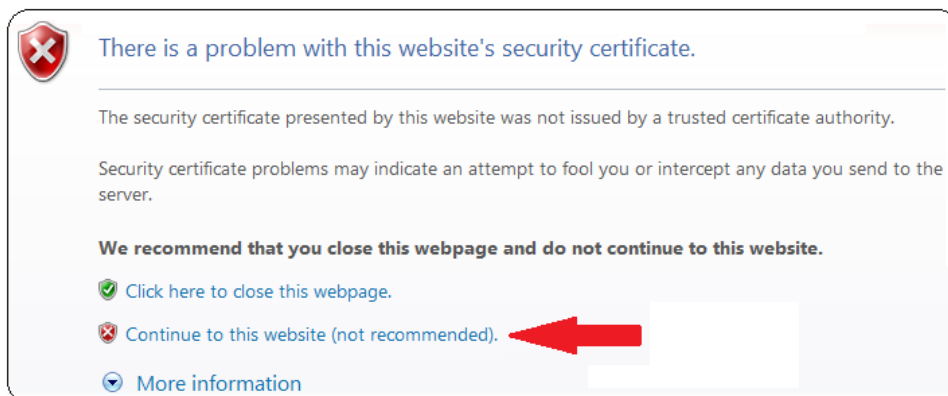 There is a problem with this website's security certificate.
The security certificate presented by this website was not issued by a trusted certificate authority.
Security certificate problems may indicate an attempt to fool you or intercept any data you send to the
server.
We recommend that you close this webpage and do not continue to this website.
Click here to close this webpage.
Continue to this website (not recommended).
More information